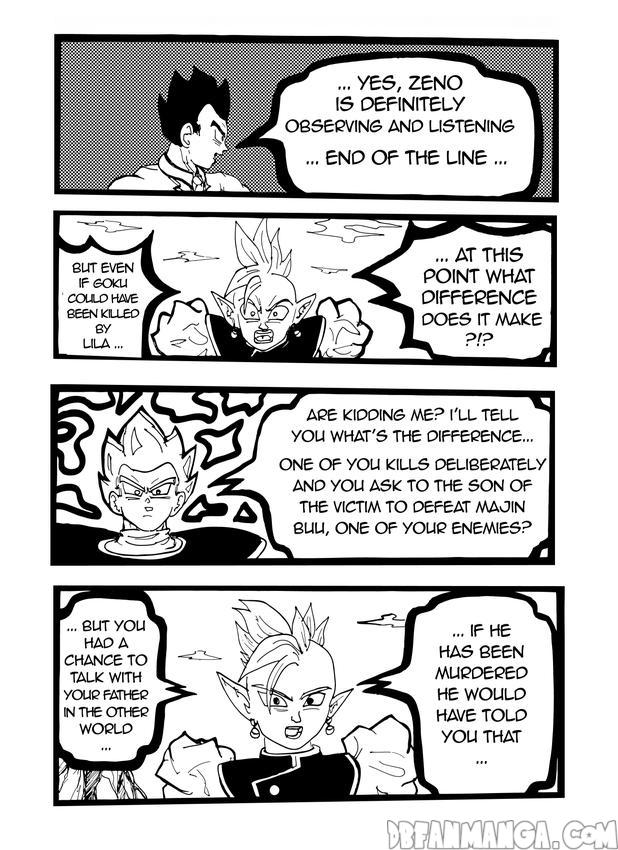 ... YES, ZENO
IS DEFINITELY
OBSERVING AND LISTENING
... END OF THE LINE ...
BUT EVEN
IF GOKU
COULD HAVE
BEEN KILLED
BY
LILA ...
... AT THIS
POINT WHAT
DIFFERENCE
DOES IT MAKE
?!?
ARE KIDDING ME? I'LL TELL
YOU WHAT'S THE DIFFERENCE...
ONE OF YOU KILLS DELIBERATELY
AND YOU ASK TO THE SON OF
THE VICTIM TO DEFEAT MAJIN
BUU, ONE OF YOUR ENEMIES?
... BUT YOU
HAD A
CHANCE TO
TALK WITH
YOUR FATHER
IN THE OTHER
WORLD
...
... IF HE
HAS BEEN
MURDERED
HE WOULD
HAVE TOLD
YOU THAT
...
DBFANMANGA.COM